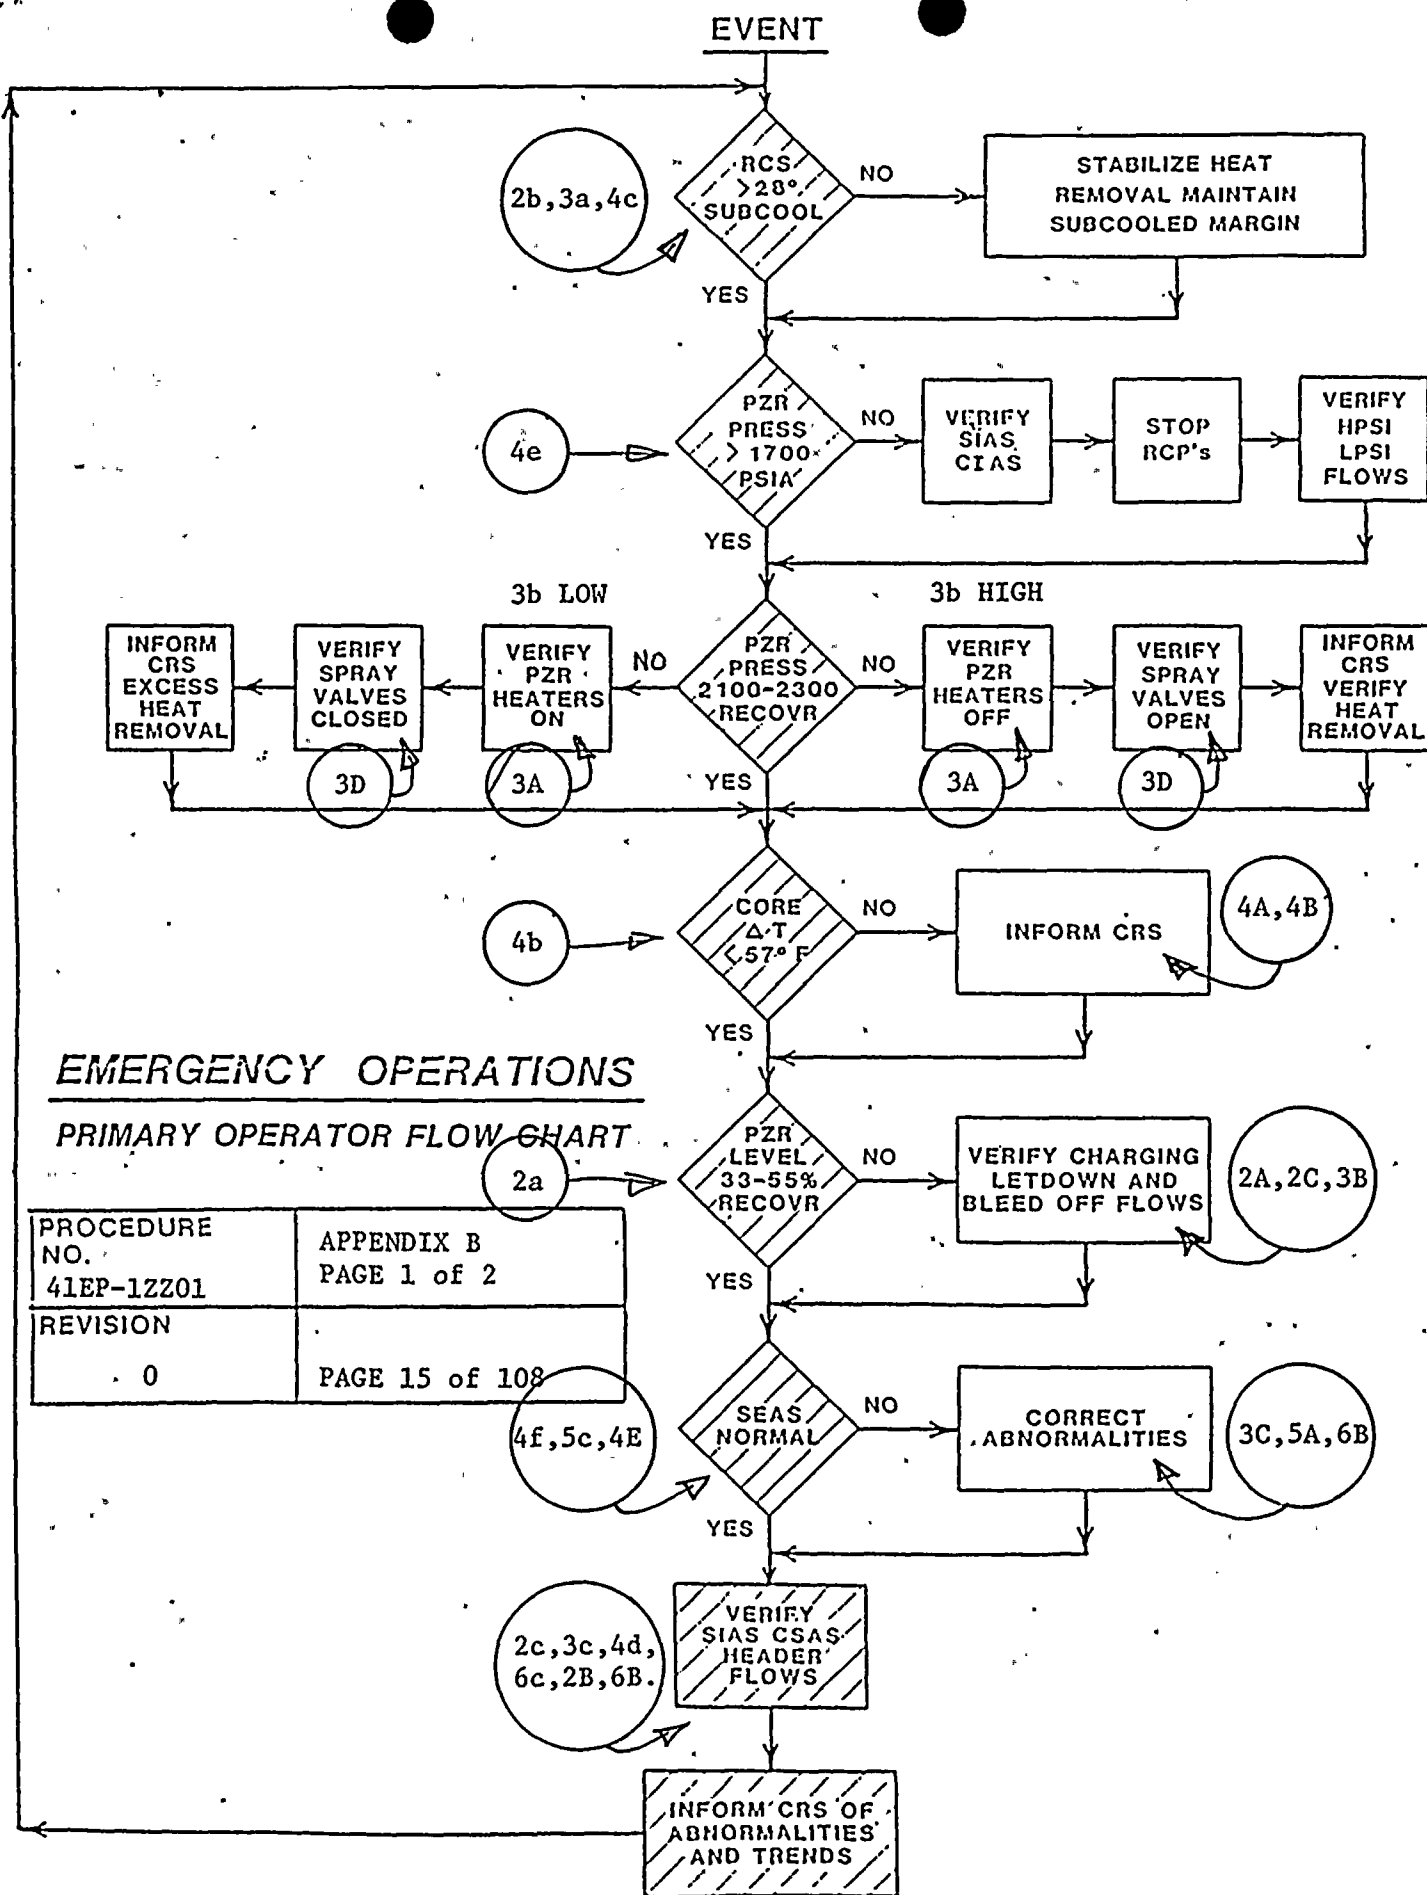 EVENT
2b,3a,4c
RCS
>28°
SUBCOOL
NO
STABILIZE HEAT
REMOVAL MAINTAIN
SUBCOOLED MARGIN
YES
4e
PZR
PRESS
> 1700
PSIA
NO
VERIFY
SIAS
CIAS
STOP
RCP's
VERIFY
HPSI
LPSI
FLOWS
YES
3b LOW
3b HIGH
INFORM
CRS
EXCESS
HEAT
REMOVAL
VERIFY
SPRAY
VALVES
CLOSED
VERIFY
PZR
HEATERS
ON
NO
PZR
PRESS
2100-2300
RECOVR
NO
VERIFY
PZR
HEATERS
OFF
VERIFY
SPRAY
VALVES
OPEN
INFORM
CRS
VERIFY
HEAT
REMOVAL
3D
3A
YES
3A
3D
4b
CORE
Δ T
< 57° F
NO
INFORM CRS
4A,4B
YES
EMERGENCY OPERATIONS
PRIMARY OPERATOR FLOW CHART
2a
PZR
LEVEL
33-55%
RECOVR
NO
VERIFY CHARGING
LETDOWN AND
BLEED OFF FLOWS
2A,2C,3B
YES
PROCEDURE
NO.
41EP-1ZZ01
APPENDIX B
PAGE 1 of 2
REVISION
0
PAGE 15 of 108
4f,5c,4E
SEAS
NORMAL
NO
CORRECT
ABNORMALITIES
3C,5A,6B
YES
2c,3c,4d,
6c,2B,6B.
VERIFY
SIAS CSAS
HEADER
FLOWS
INFORM CRS OF
ABNORMALITIES
AND TRENDS